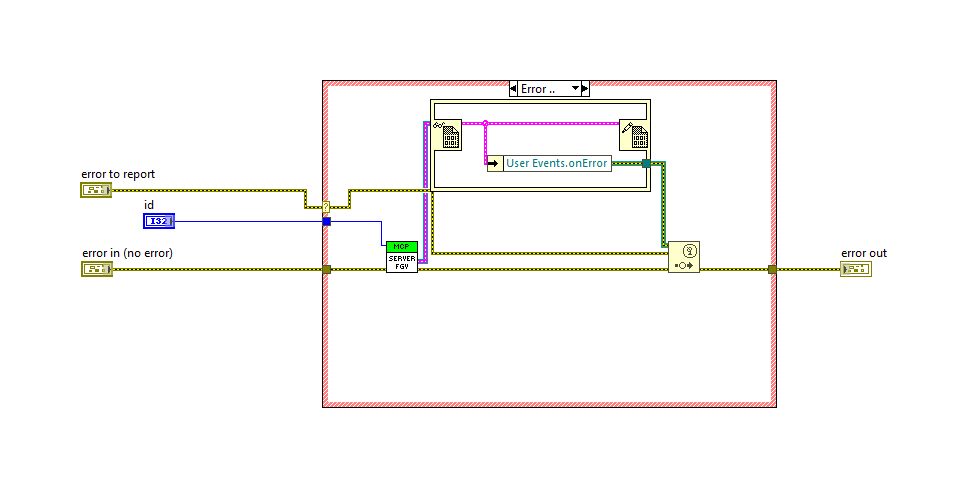 Error ..
error to report
User Events.onError
?
id
I32
MCP
SERVER
FGV
error in (no error)
error out